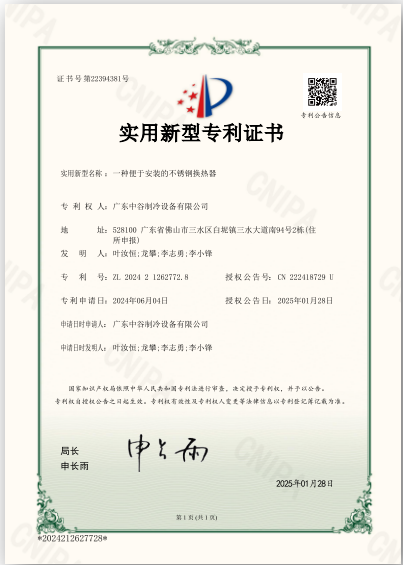 证书号第22394381号
专利公告信息
实用新型专利证书
实用新型名称：一种便于安装的不锈钢换热器
专利权人：广东中谷制冷设备有限公司
地址：528100 广东省佛山市三水区白坭镇三水大道南94号2栋(住
所申报)
发明人：叶汝恒;龙攀;李志勇;李小锋
专利号：ZL 2024 2 1262772.8 授权公告号：CN 222418729 U
专利申请日：2024年06月04日 授权公告日：2025年01月28日
申请日时申请人：广东中谷制冷设备有限公司
申请日时发明人：叶汝恒;龙攀;李志勇;李小锋
国家知识产权局依照中华人民共和国专利法进行审查，决定授予专利权，并予以公告。
专利权自授权公告之日起生效。专利权有效性及专利权人变更等法律信息以专利登记簿记载为准。
局长
申长雨
申长雨
2025年01月28日
第 1 页 (共 1 页)
*2024212627728*
CNIPA
CNIPA
CNIPA
CNIPA
CNIPA
CNIPA